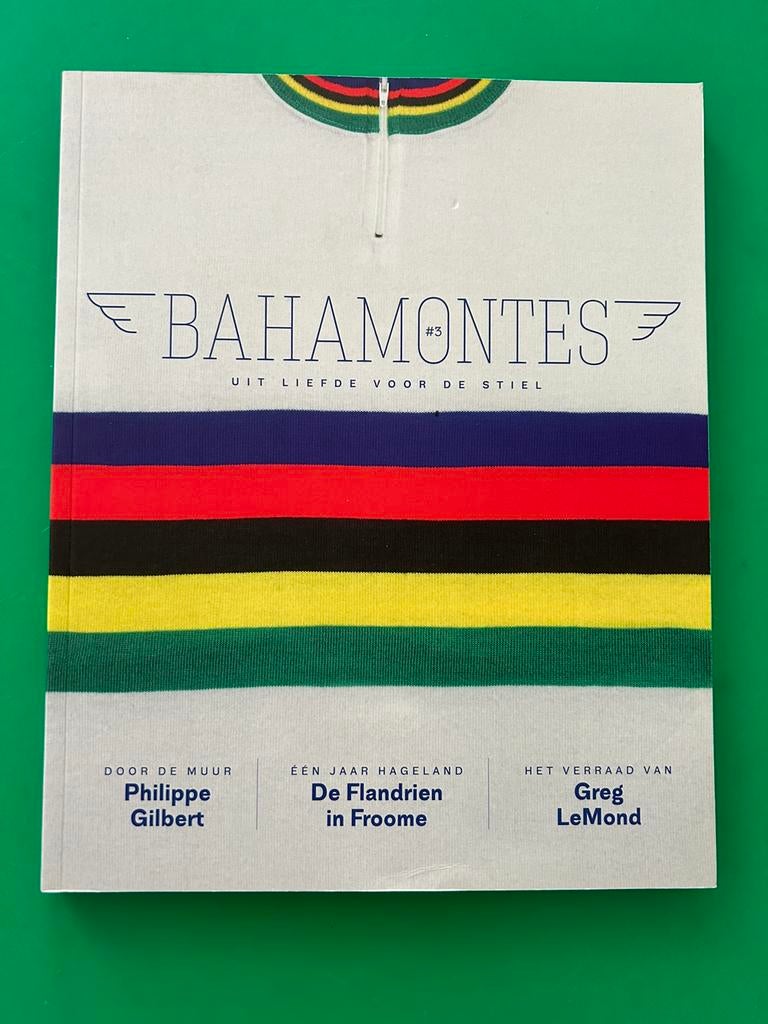 BAHAMONTES
#3
UIT LIEFDE VOOR DE STIEL
DOOR DE MUUR
Philippe
Gilbert
ÉÉN JAAR HAGELAND
De Flandrien
in Froome
HET VERRAAD VAN
Greg
LeMond